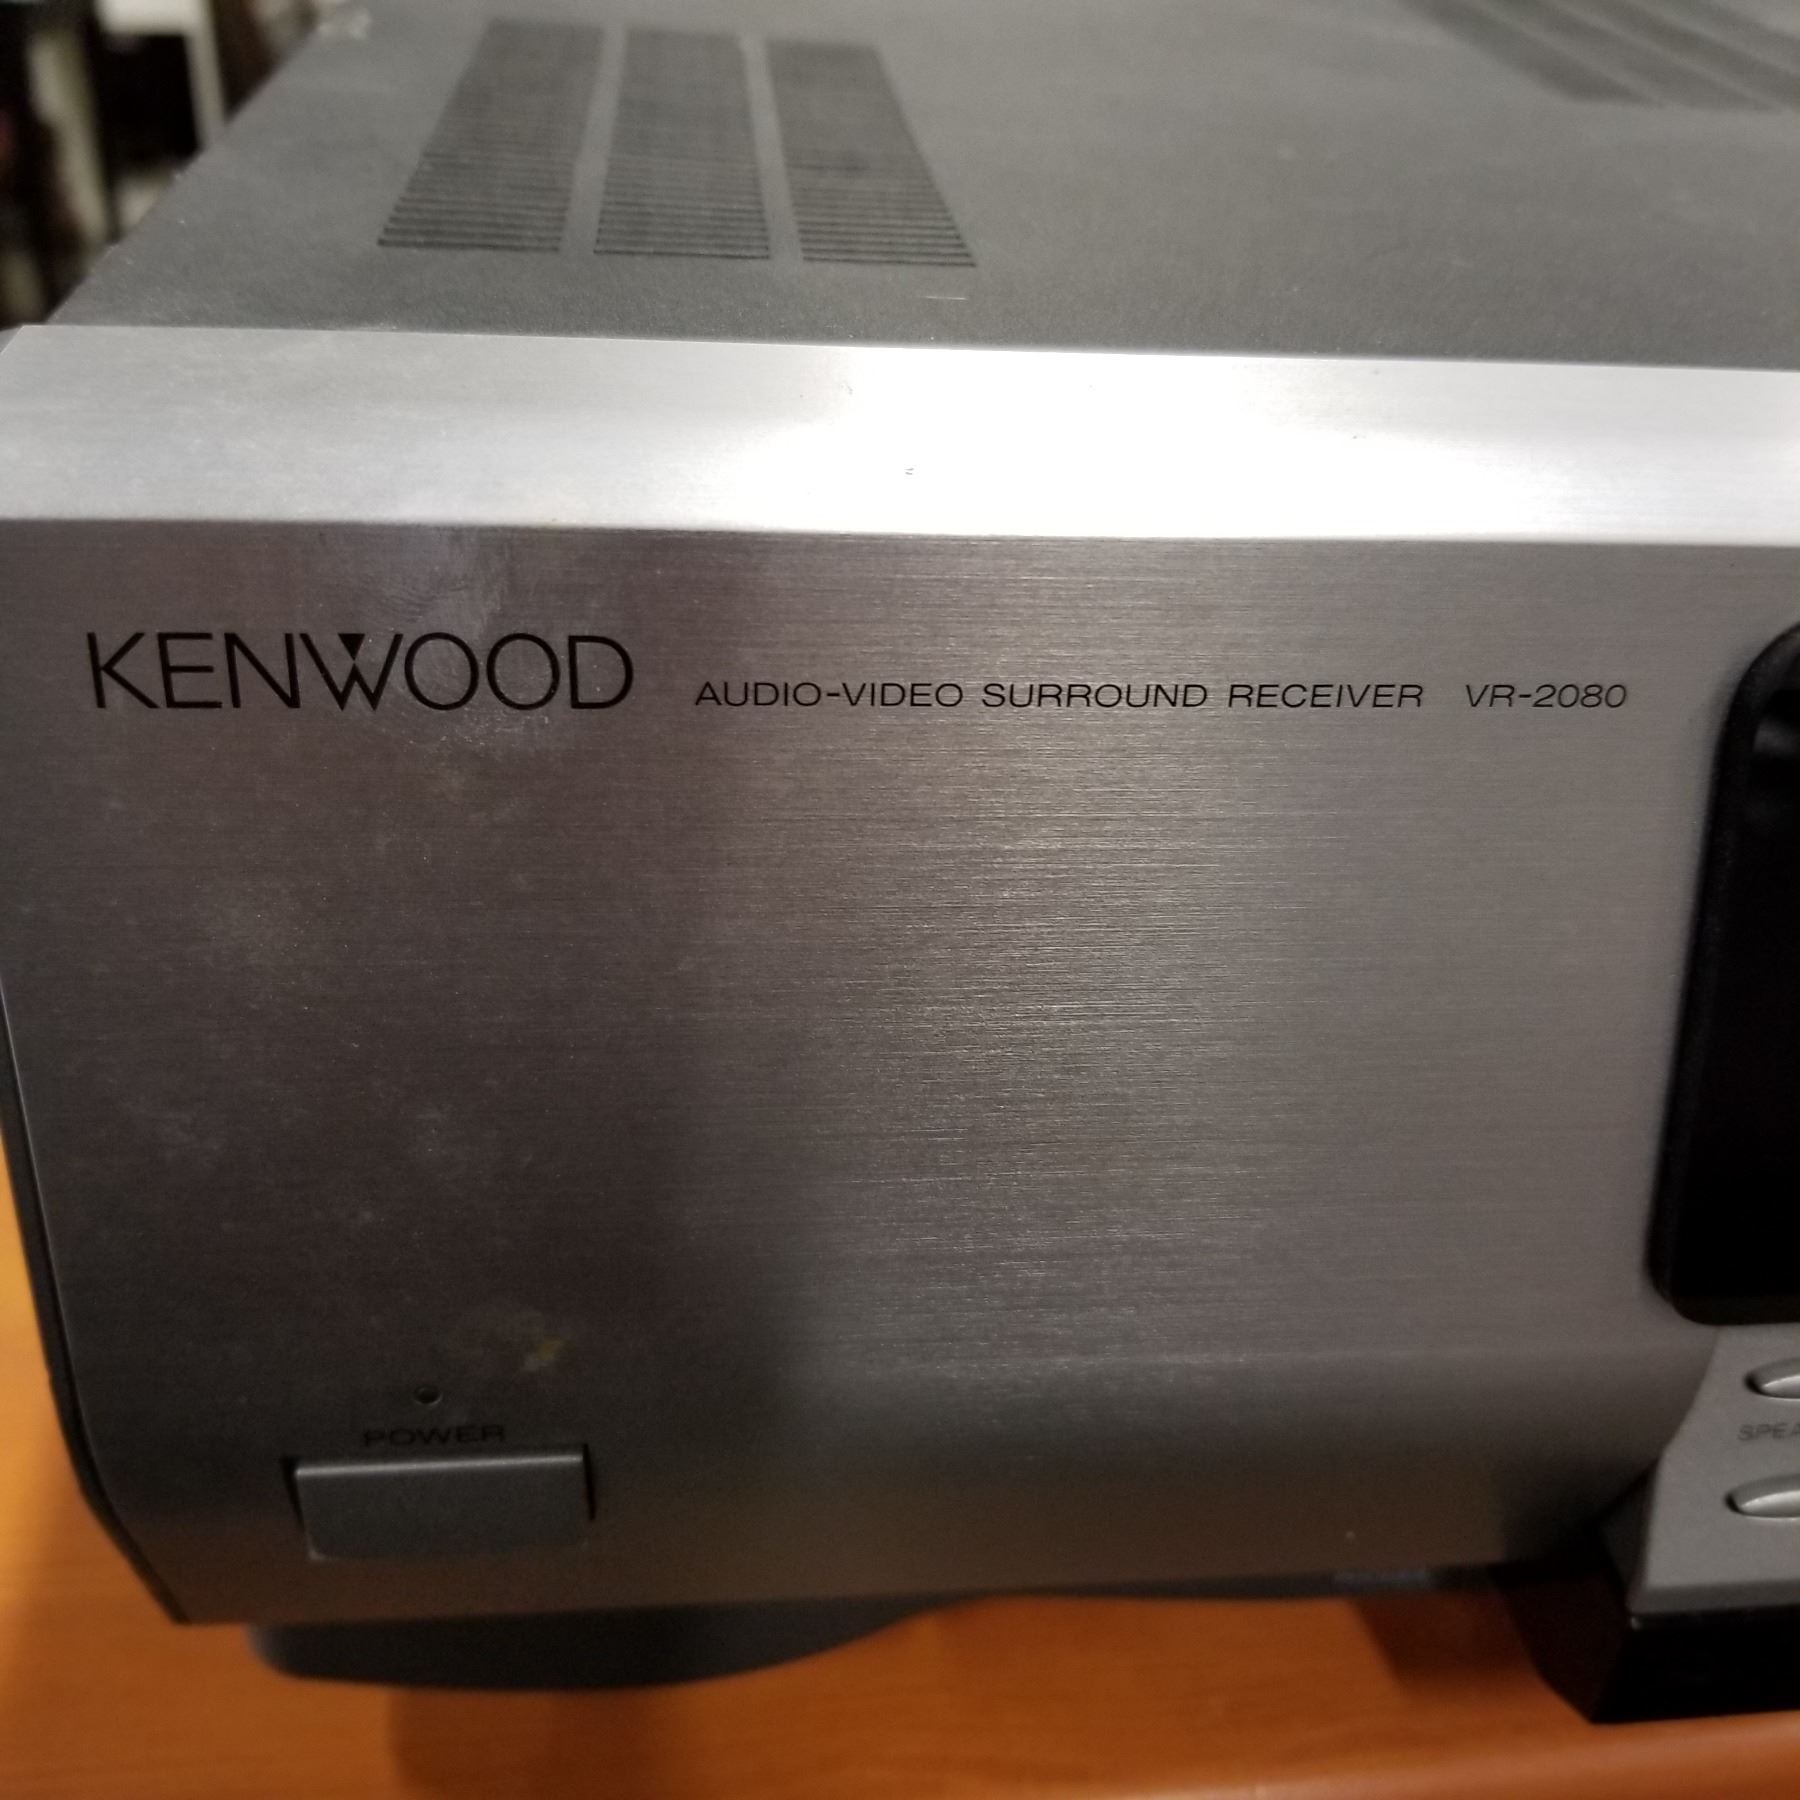 KENWOOD AUDIO-VIDEO SURROUND RECEIVER VR-2080
POWER